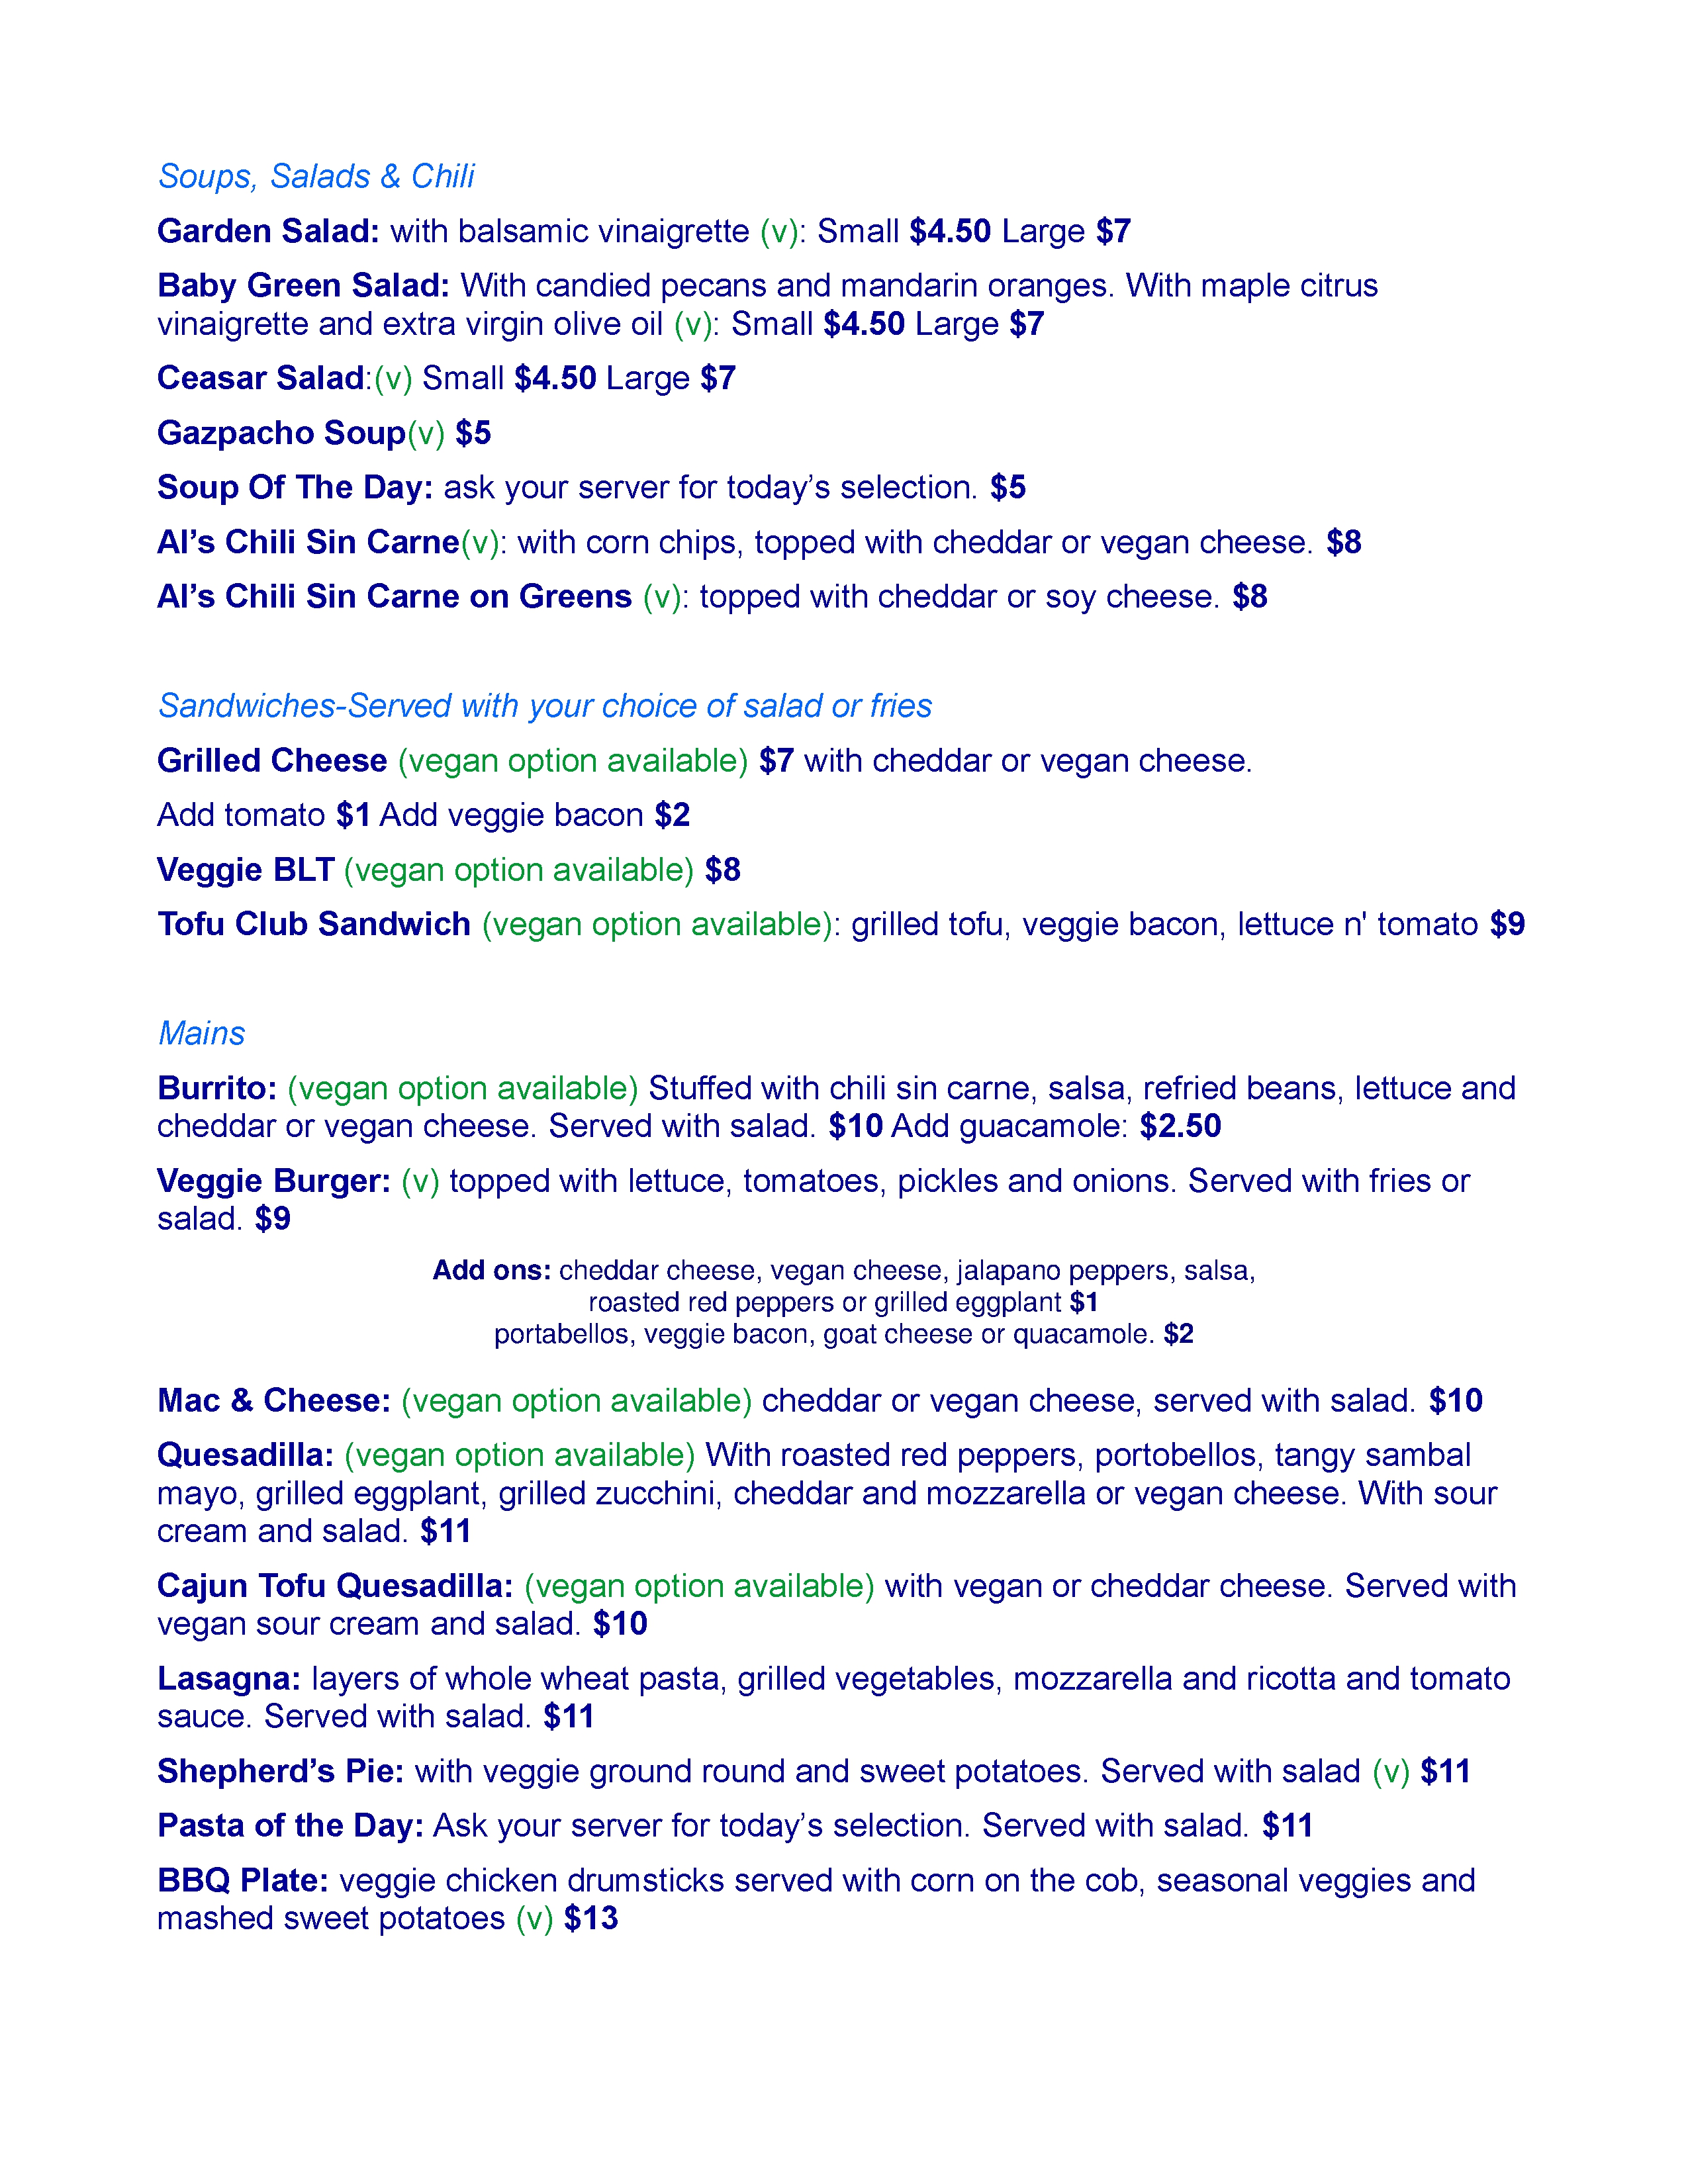 Soups, Salads & Chili
Garden Salad: with balsamic vinaigrette (v): Small $4.50 Large $7
Baby Green Salad: With candied pecans and mandarin oranges. With maple citrus
vinaigrette and extra virgin olive oil (v): Small $4.50 Large $7
Ceasar Salad:(v) Small $4.50 Large $7
Gazpacho Soup(v) $5
Soup Of The Day: ask your server for today’s selection. $5
Al’s Chili Sin Carne(v): with corn chips, topped with cheddar or vegan cheese. $8
Al’s Chili Sin Carne on Greens (v): topped with cheddar or soy cheese. $8
Sandwiches-Served with your choice of salad or fries
Grilled Cheese (vegan option available) $7 with cheddar or vegan cheese.
Add tomato $1 Add veggie bacon $2
Veggie BLT (vegan option available) $8
Tofu Club Sandwich (vegan option available): grilled tofu, veggie bacon, lettuce n' tomato $9
Mains
Burrito: (vegan option available) Stuffed with chili sin carne, salsa, refried beans, lettuce and
cheddar or vegan cheese. Served with salad. $10 Add guacamole: $2.50
Veggie Burger: (v) topped with lettuce, tomatoes, pickles and onions. Served with fries or
salad. $9
Add ons: cheddar cheese, vegan cheese, jalapano peppers, salsa,
roasted red peppers or grilled eggplant $1
portabellos, veggie bacon, goat cheese or quacamole. $2
Mac & Cheese: (vegan option available) cheddar or vegan cheese, served with salad. $10
Quesadilla: (vegan option available) With roasted red peppers, portobellos, tangy sambal
mayo, grilled eggplant, grilled zucchini, cheddar and mozzarella or vegan cheese. With sour
cream and salad. $11
Cajun Tofu Quesadilla: (vegan option available) with vegan or cheddar cheese. Served with
vegan sour cream and salad. $10
Lasagna: layers of whole wheat pasta, grilled vegetables, mozzarella and ricotta and tomato
sauce. Served with salad. $11
Shepherd’s Pie: with veggie ground round and sweet potatoes. Served with salad (v) $11
Pasta of the Day: Ask your server for today’s selection. Served with salad. $11
BBQ Plate: veggie chicken drumsticks served with corn on the cob, seasonal veggies and
mashed sweet potatoes (v) $13